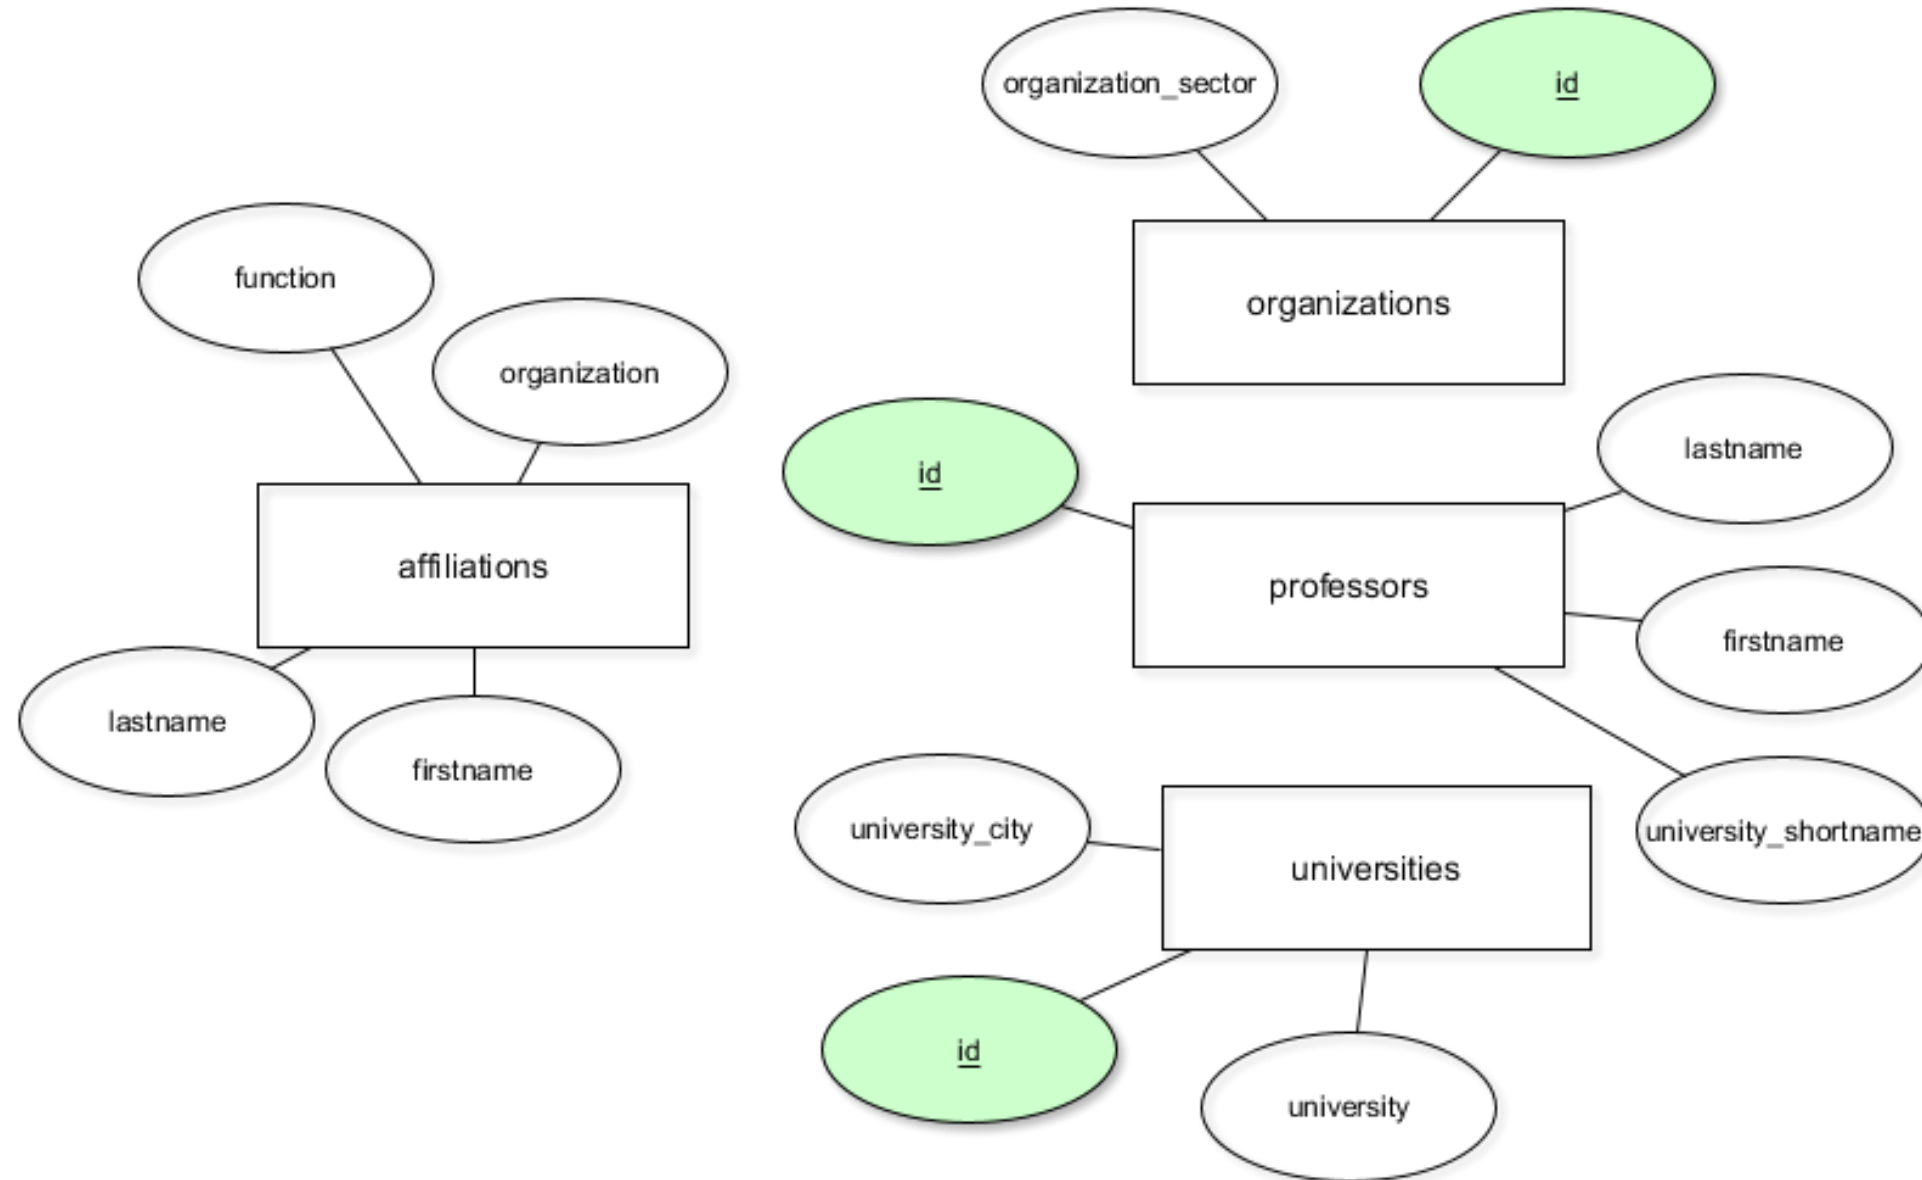 organization_sector
id
function
organizations
organization
lastname
id
affiliations
professors
firstname
lastname
firstname
university_city
university_shortname
universities
id
university